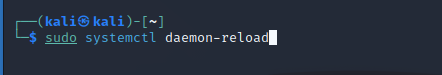 ┌──(kali㉿kali)-[~]
└─$ sudo systemctl daemon-reload